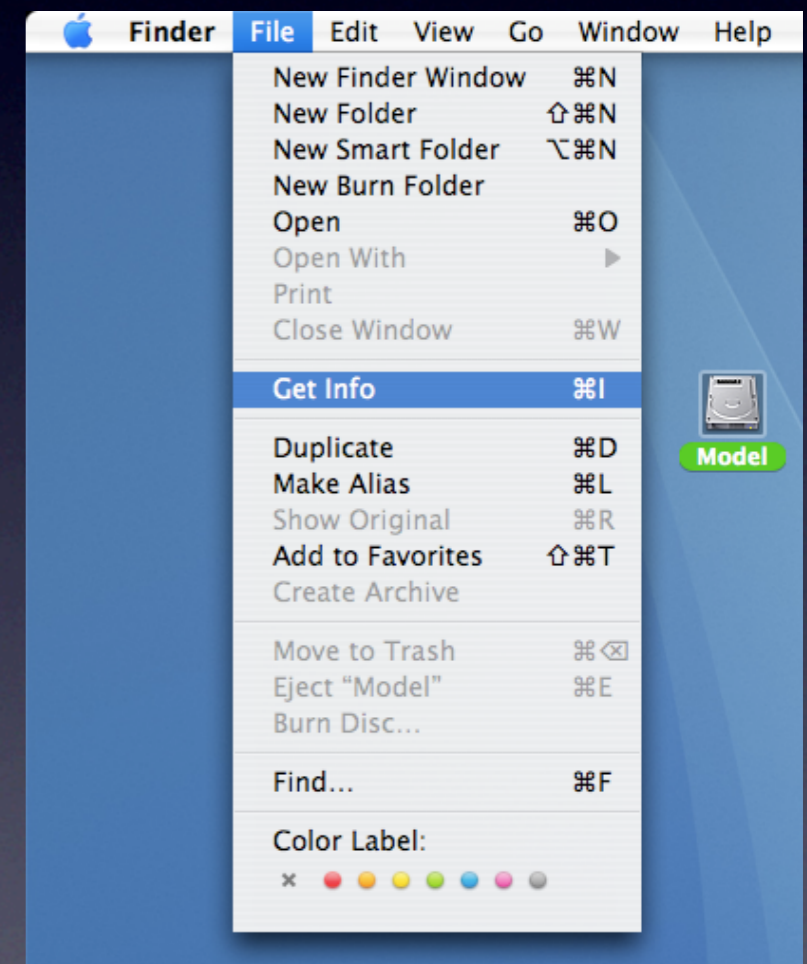 Finder File Edit View Go Window Help
New Finder Window ⌘N
New Folder ⇧⌘N
New Smart Folder ⌥⌘N
New Burn Folder
Open ⌘O
Open With ▶
Print
Close Window ⌘W
Get Info ⌘I
Duplicate ⌘D
Make Alias ⌘L
Show Original ⌘R
Add to Favorites ⇧⌘T
Create Archive
Move to Trash ⌘⌫
Eject “Model” ⌘E
Burn Disc…
Find… ⌘F
Color Label:
×
Model